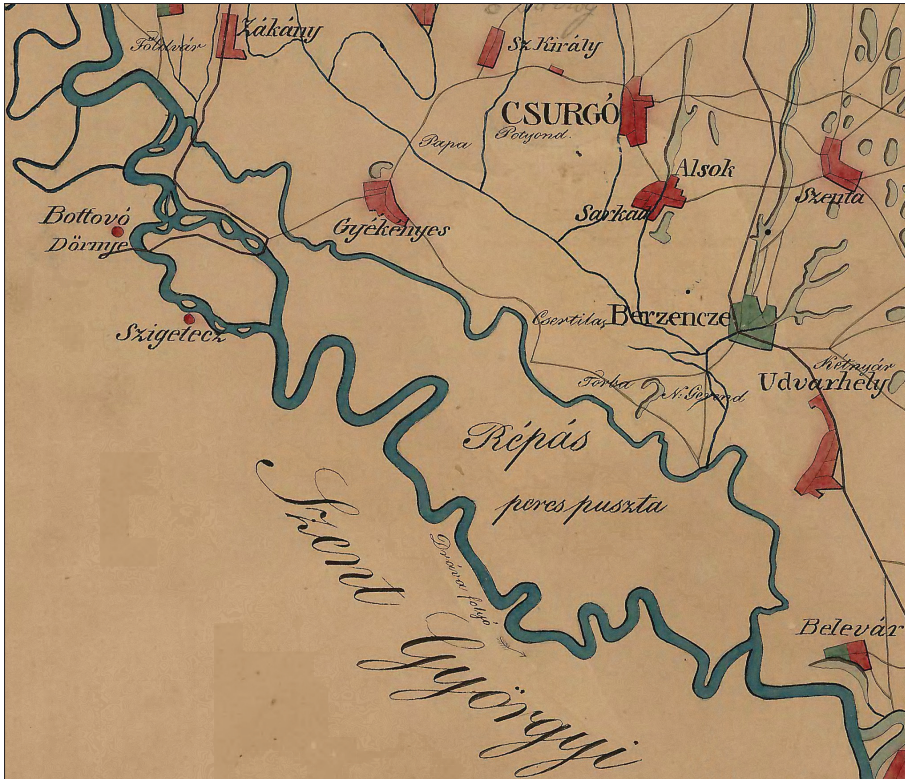 Földvár
Zákány
Sz Király
CSURGÓ
Potyond.
Papa
Alsok
Sarkad
Szenta
Bottovó
Dörnye
Gyékényes
Szigetecz
Csertilas
Berzencze
Kétnyár
Torba
N. Gerend
Udvarhely
Répás
peres puszta
Dráva folyó
Szent
Györgyi
Belevár